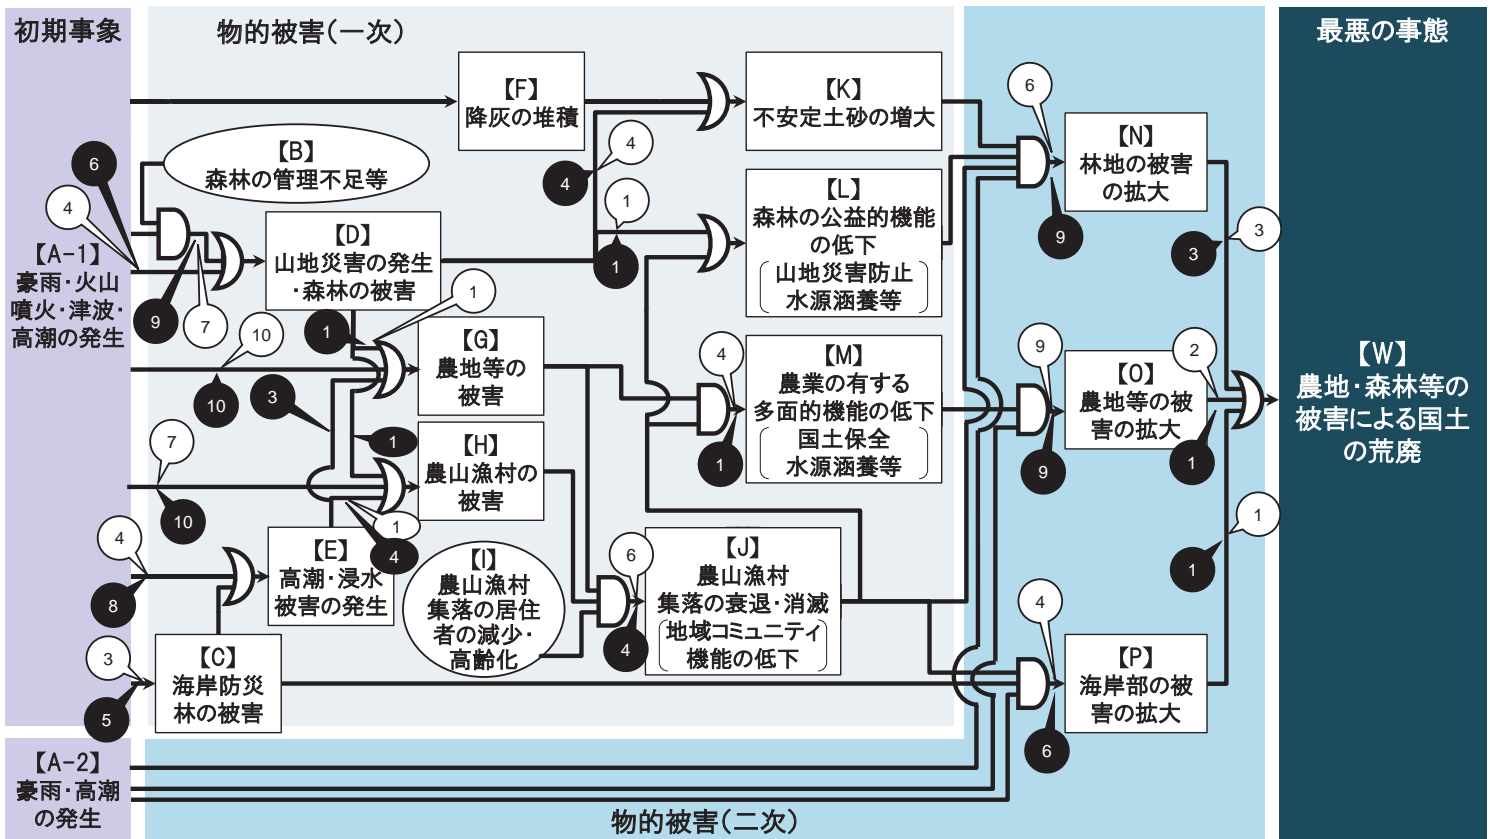 初期事象
物的被害(一次)
最悪の事態
【F】
降灰の堆積
【K】
不安定土砂の増大
6
【N】
林地の被害
の拡大
【B】
森林の管理不足等
6
4
4
4
【L】
森林の公益的機能
の低下
山地災害防止
水源涵養等
1
1
9
3
3
【A-1】
豪雨・火山
噴火・津波・
高潮の発生
【D】
山地災害の発生
・森林の被害
9
7
1
1
10
10
【G】
農地等の
被害
4
【M】
農業の有する
多面的機能の低下
国土保全
水源涵養等
1
9
9
【O】
農地等の被
害の拡大
2
1
【W】
農地・森林等の
被害による国土
の荒廃
3
1
7
10
【H】
農山漁村の
被害
1
4
4
8
【E】
高潮・浸水
被害の発生
【I】
農山漁村
集落の居住
者の減少・
高齢化
6
4
【J】
農山漁村
集落の衰退・消滅
地域コミュニティ
機能の低下
1
1
3
5
【C】
海岸防災
林の被害
4
6
【P】
海岸部の被
害の拡大
【A-2】
豪雨・高潮
の発生
物的被害(二次)